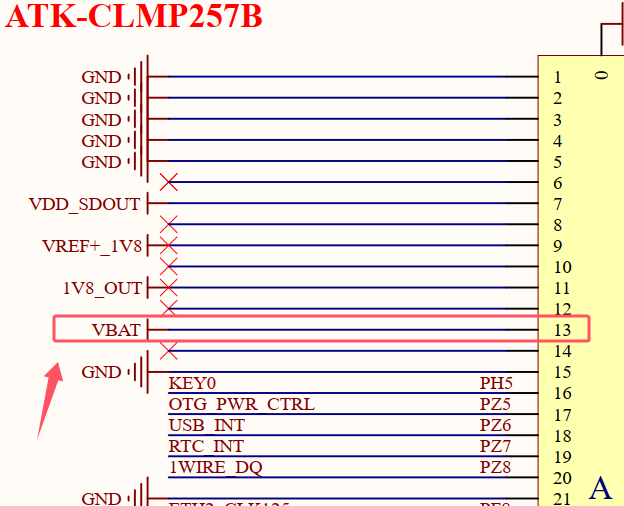 ATK-CLMP257B
0
GND 1
GND 2
GND 3
GND 4
GND 5
6
VDD_SDOUT 7
8
VREF+_1V8 9
10
1V8_OUT 11
12
VBAT 13
14
GND 15
KEY0 PH5 16
OTG_PWR_CTRL PZ5 17
USB_INT PZ6 18
RTC_INT PZ7 19
1WIRE_DQ PZ8 20
A
GND 21